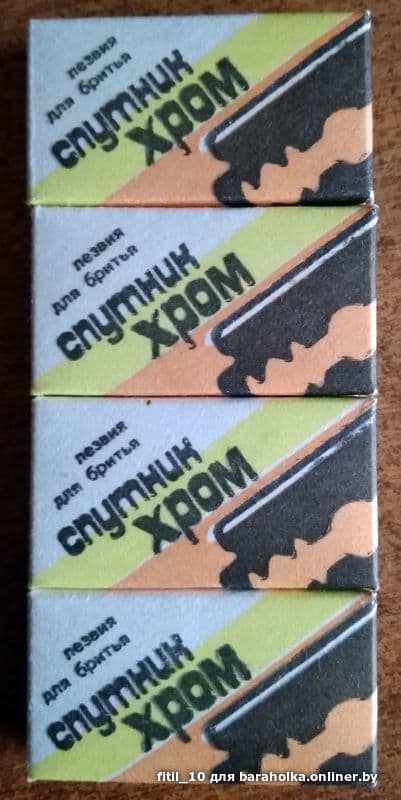 лезвия
для бритья
спутник
хром
лезвия
для бритья
спутник
хром
лезвия
для бритья
спутник
хром
лезвия
для бритья
спутник
хром
fitil_10 для baraholka.onliner.by